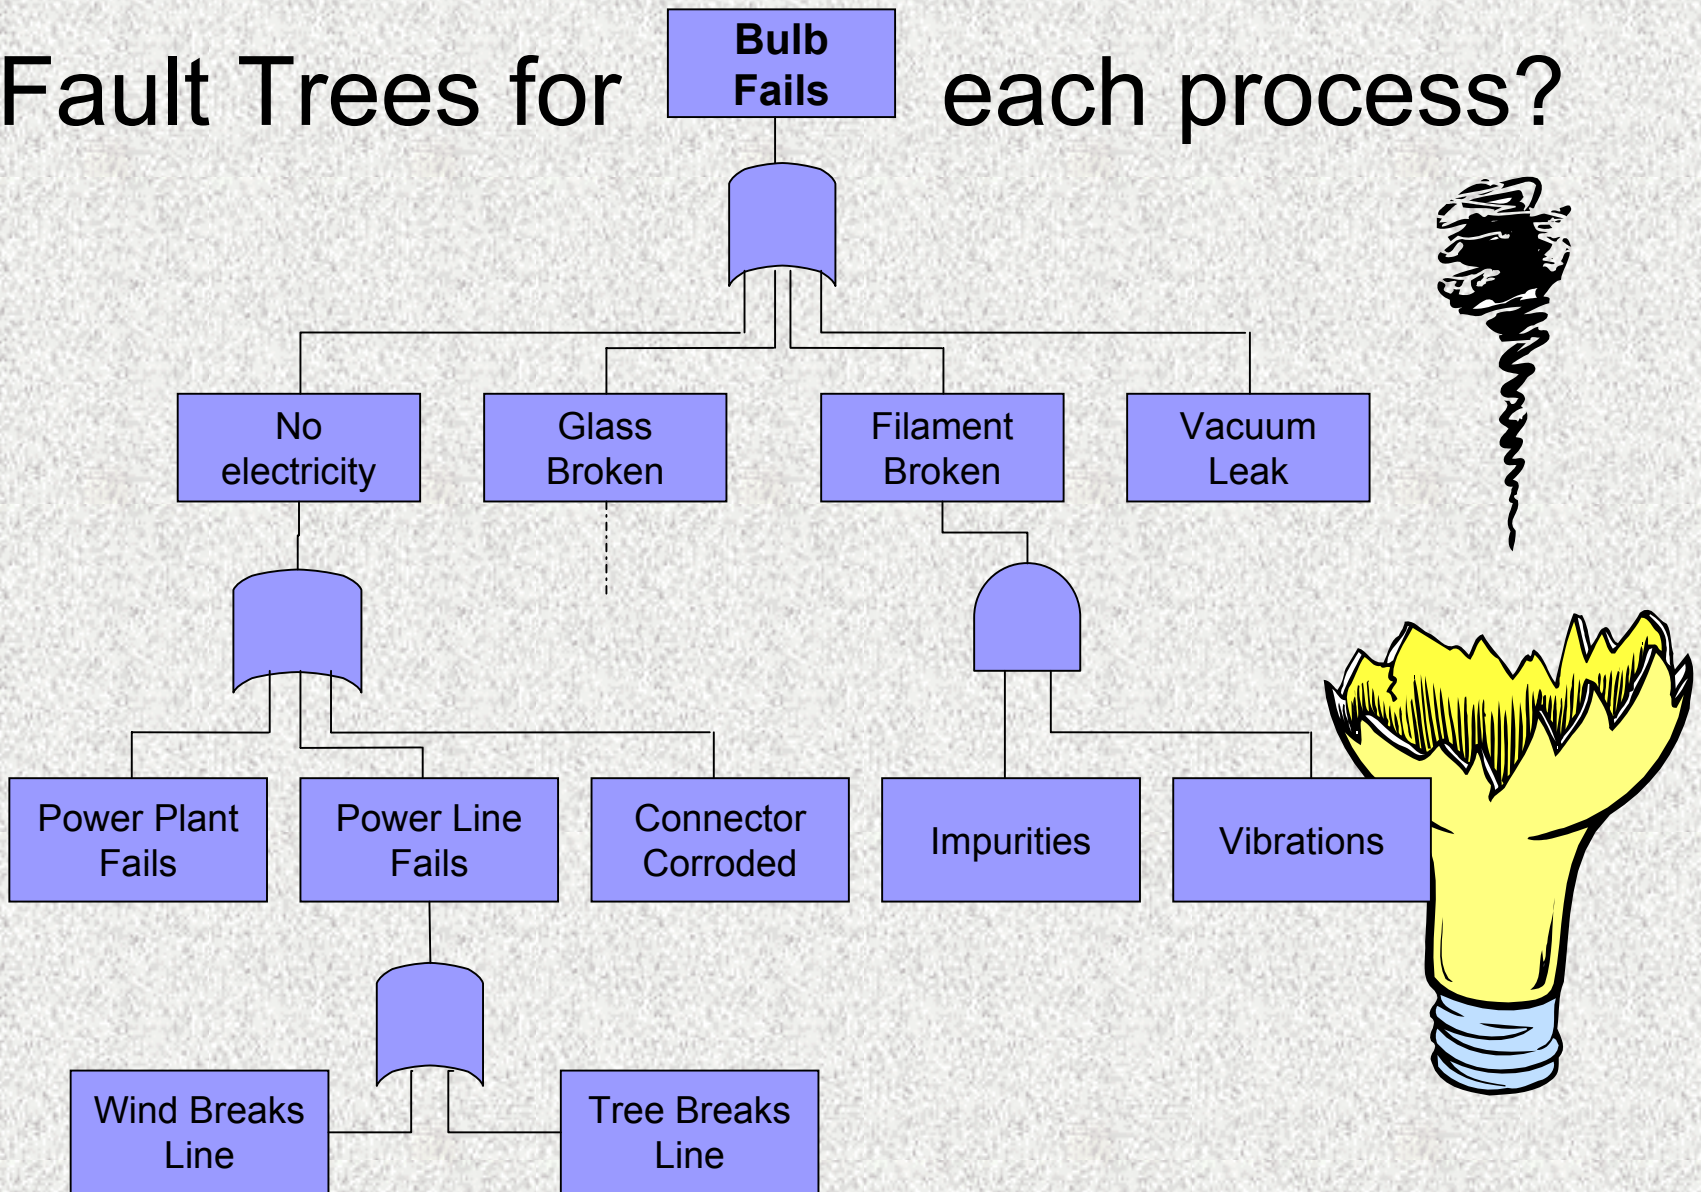 Fault Trees for
Bulb
Fails
each process?
No
electricity
Glass
Broken
Filament
Broken
Vacuum
Leak
Power Plant
Fails
Power Line
Fails
Connector
Corroded
Impurities
Vibrations
Wind Breaks
Line
Tree Breaks
Line